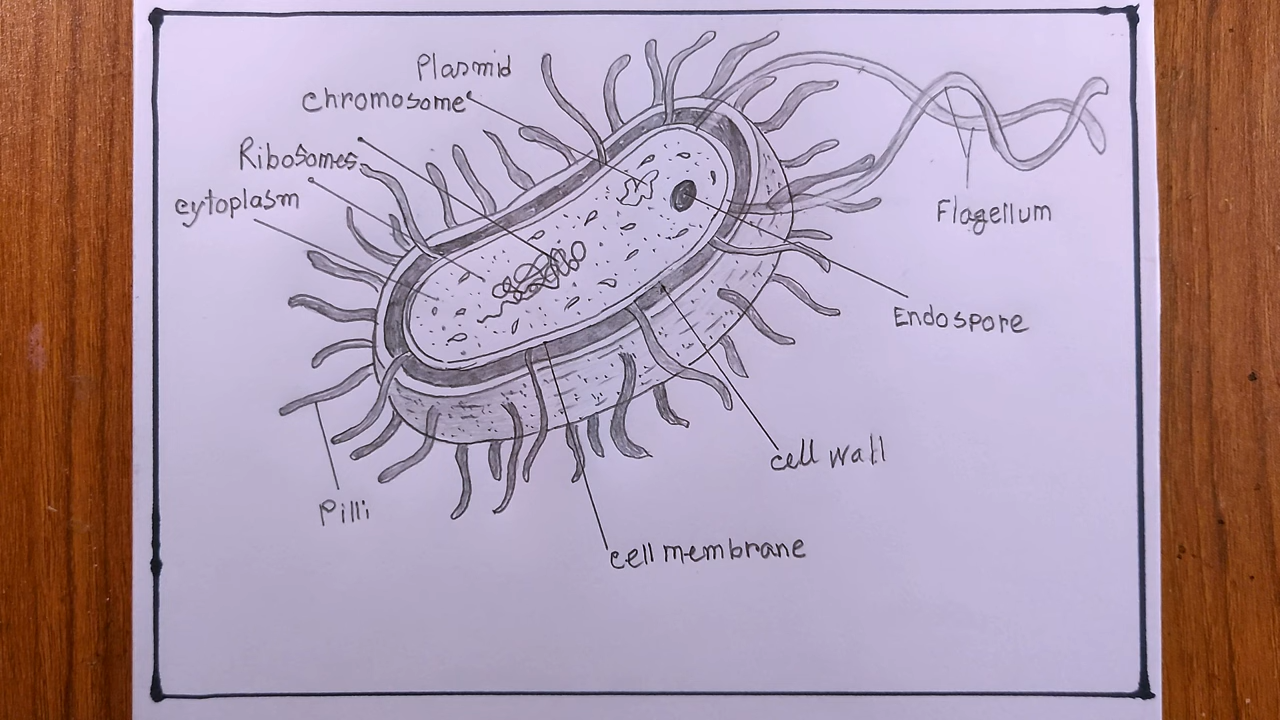 Plasmid
chromosome
Ribosomes
cytoplasm
Flagellum
Endospore
cell wall
Pilli
cell membrane